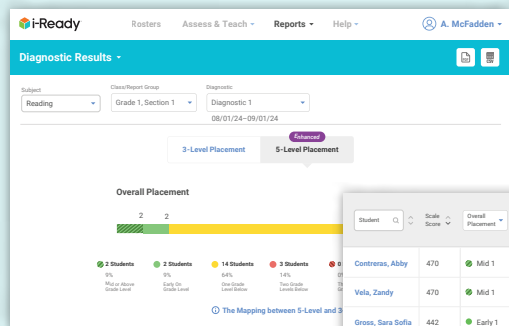 i-Ready
Rosters
Assess & Teach
Reports
Help
A. McFadden
Diagnostic Results
Subject
Class/Report Group
Diagnostic
Reading
Grade 1, Section 1
Diagnostic 1
08/01/24–09/01/24
Enhanced
3-Level Placement
5-Level Placement
Overall Placement
2
2
2 Students
2 Students
14 Students
3 Students
0
9%
9%
64%
14%
Mid or Above
Grade Level
Early On
Grade Level
One Grade
Level Below
Two Grade
Levels Below
The Mapping between 5-Level and 3
Student
Scale
Score
Overall
Placement
Contreras, Abby
470
Mid 1
Vela, Zandy
470
Mid 1
Gross, Sara Sofia
442
Early 1